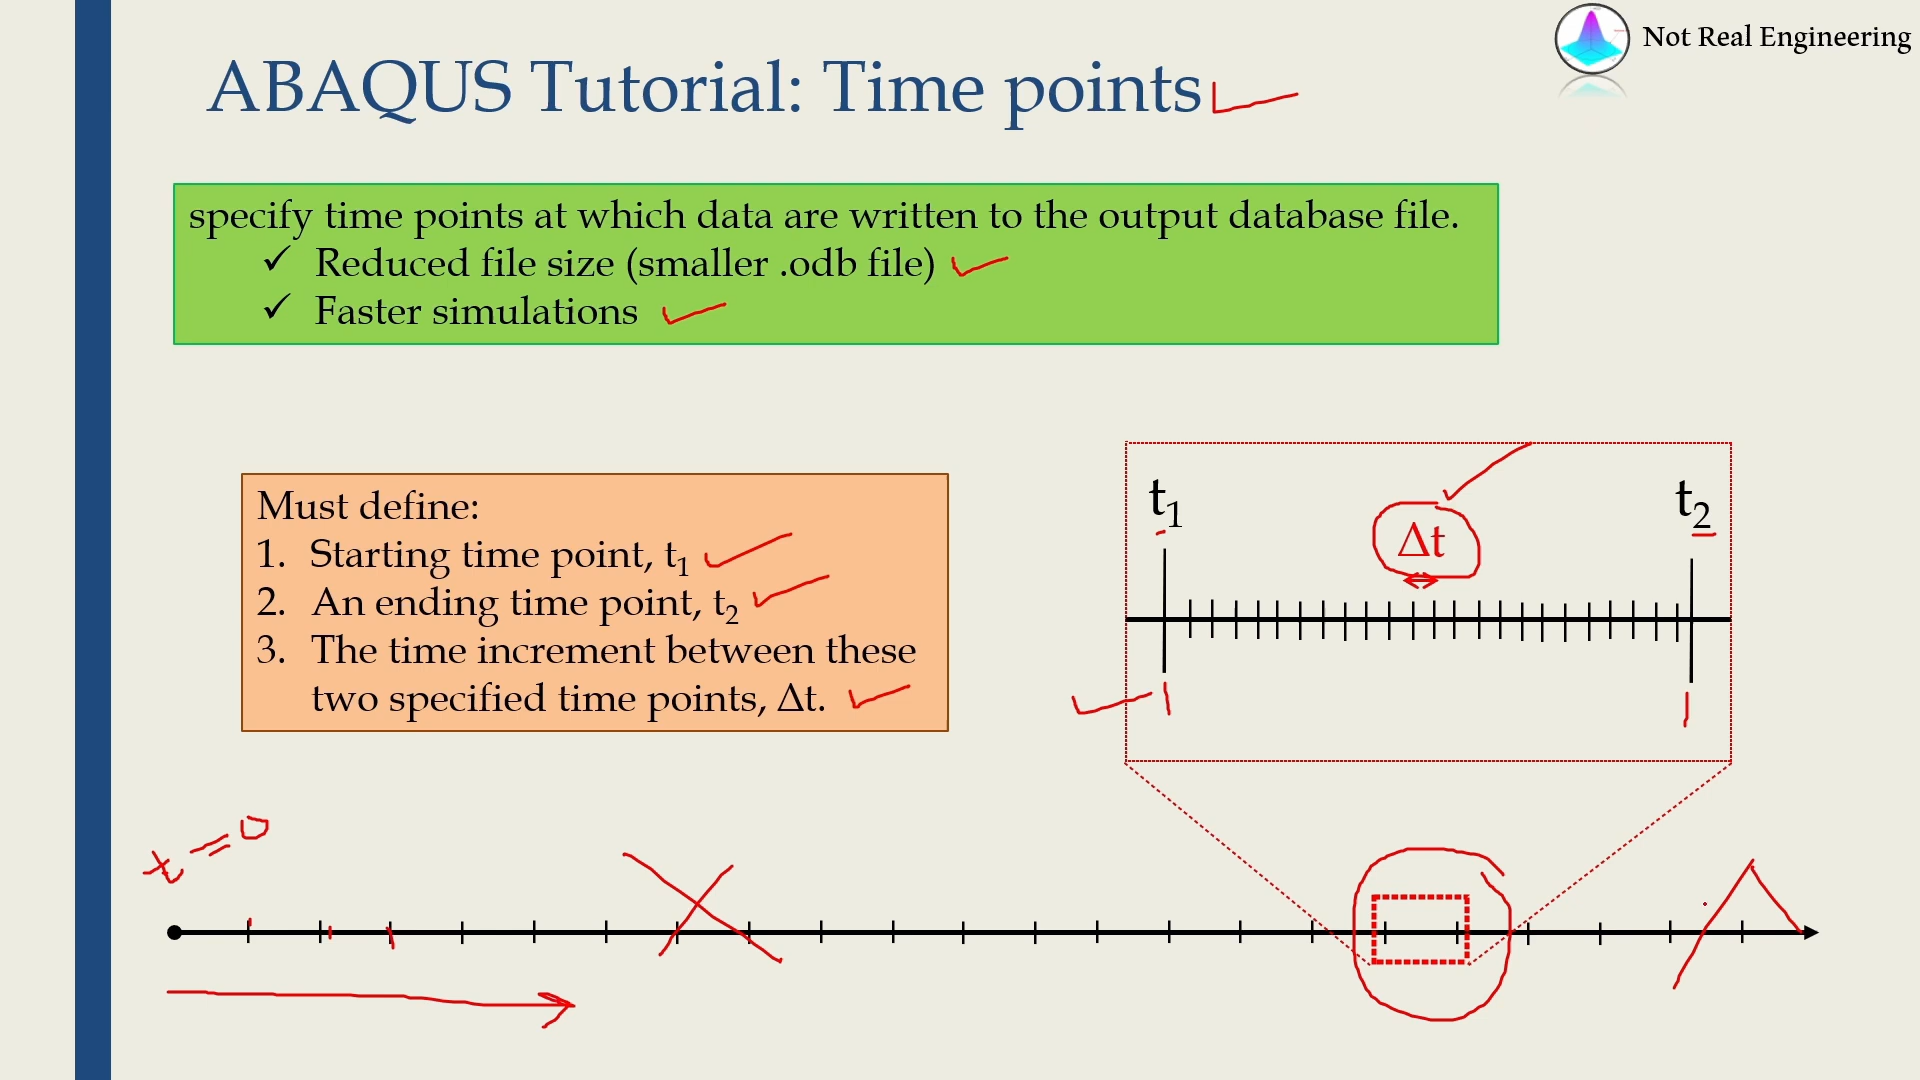 Not Real Engineering
ABAQUS Tutorial: Time points
specify time points at which data are written to the output database file.
✓ Reduced file size (smaller .odb file)
✓ Faster simulations
Must define:
1. Starting time point, t₁
2. An ending time point, t₂
3. The time increment between these
two specified time points, Δt.
t₁ Δt t₂
t = 0